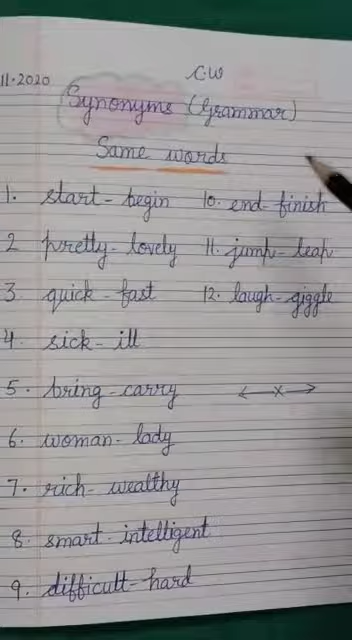 11.2020
C.W
Synonyms (Grammar)
Same words
1. start - begin
2 pretty - lovely
3 quick - fast
4. sick - ill
5. bring - carry
6. woman - lady
7. rich - wealthy
8. smart - intelligent
9. difficult - hard
10. end - finish
11. jump - leap
12. laugh - giggle